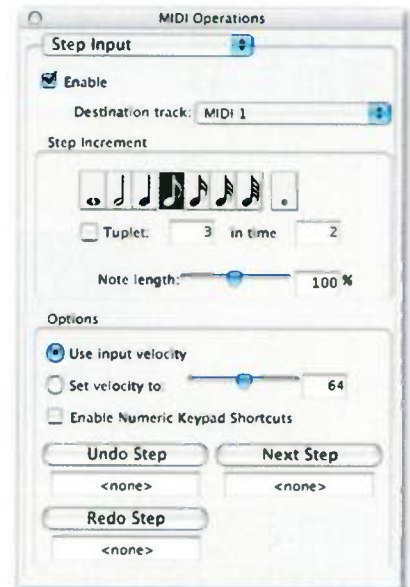 MIDI Operations
Step Input
Enable
Destination track: MIDI 1
Step Increment
Tuplet: 3 in time 2
Note length: 100 %
Options
Use input velocity
Set velocity to: 64
Enable Numeric Keypad Shortcuts
Undo Step Next Step
<none> <none>
Redo Step
<none>